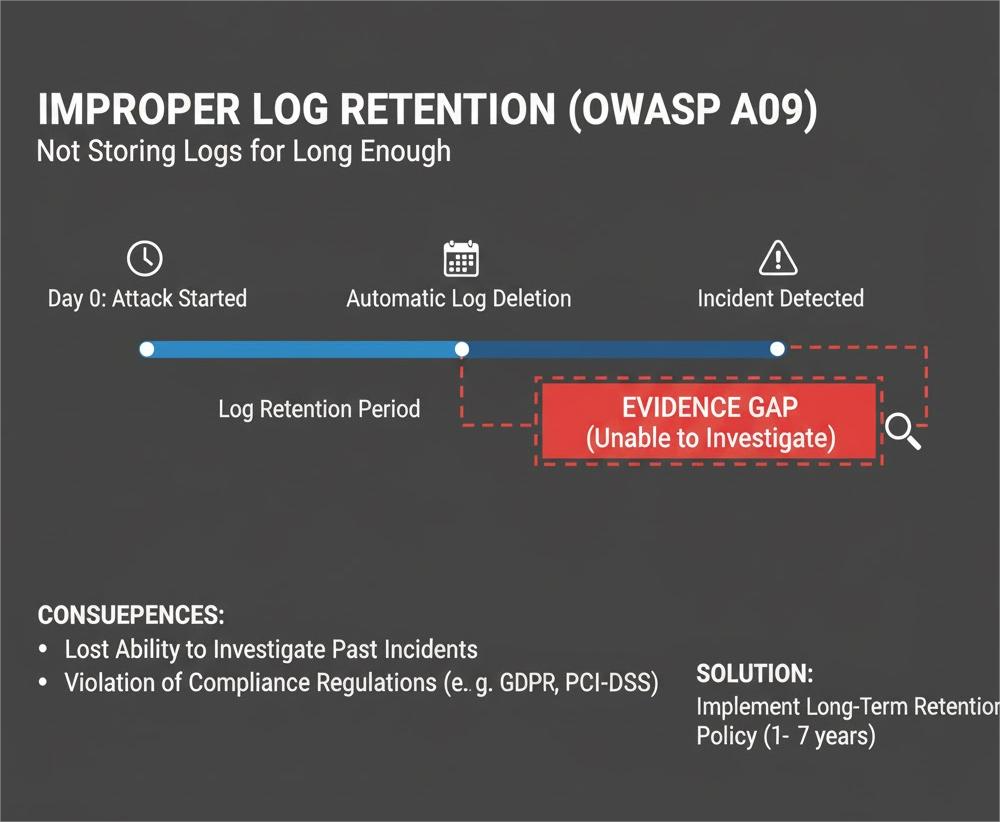 IMPROPER LOG RETENTION (OWASP A09)
Not Storing Logs for Long Enough
Day 0: Attack Started
Automatic Log Deletion
Incident Detected
Log Retention Period
EVIDENCE GAP
(Unable to Investigate)
CONSUEPENCES:
• Lost Ability to Investigate Past Incidents
• Violation of Compliance Regulations (e. g. GDPR, PCI-DSS)
SOLUTION:
Implement Long-Term Retention
Policy (1- 7 years)